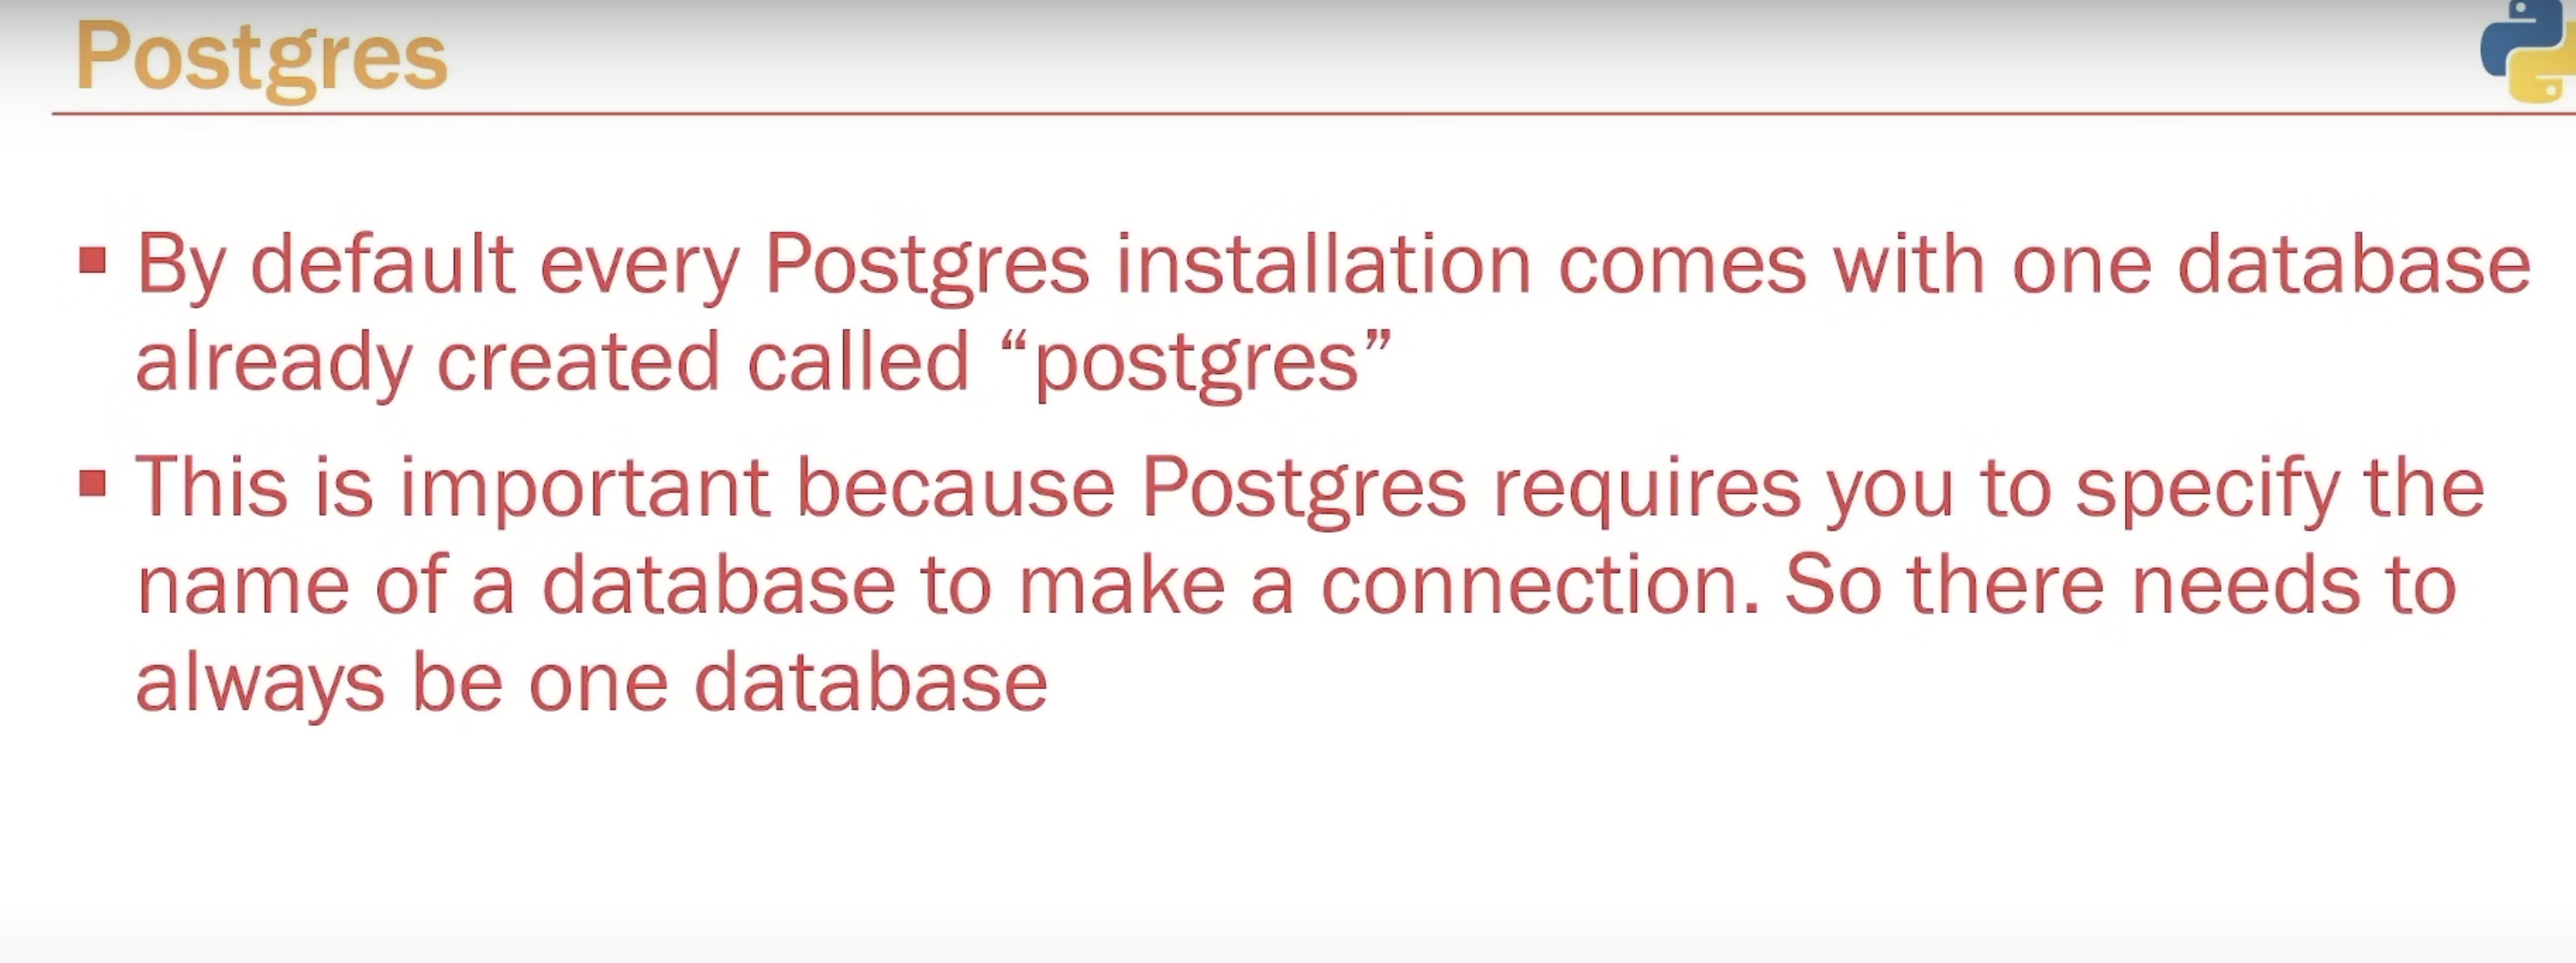 Postgres
▪ By default every Postgres installation comes with one database
already created called “postgres”
▪ This is important because Postgres requires you to specify the
name of a database to make a connection. So there needs to
always be one database